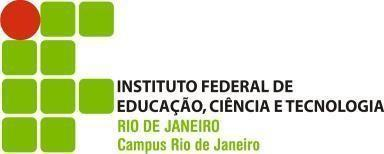 INSTITUTO FEDERAL DE
EDUCAÇÃO, CIÊNCIA E TECNOLOGIA
RIO DE JANEIRO
Campus Rio de Janeiro